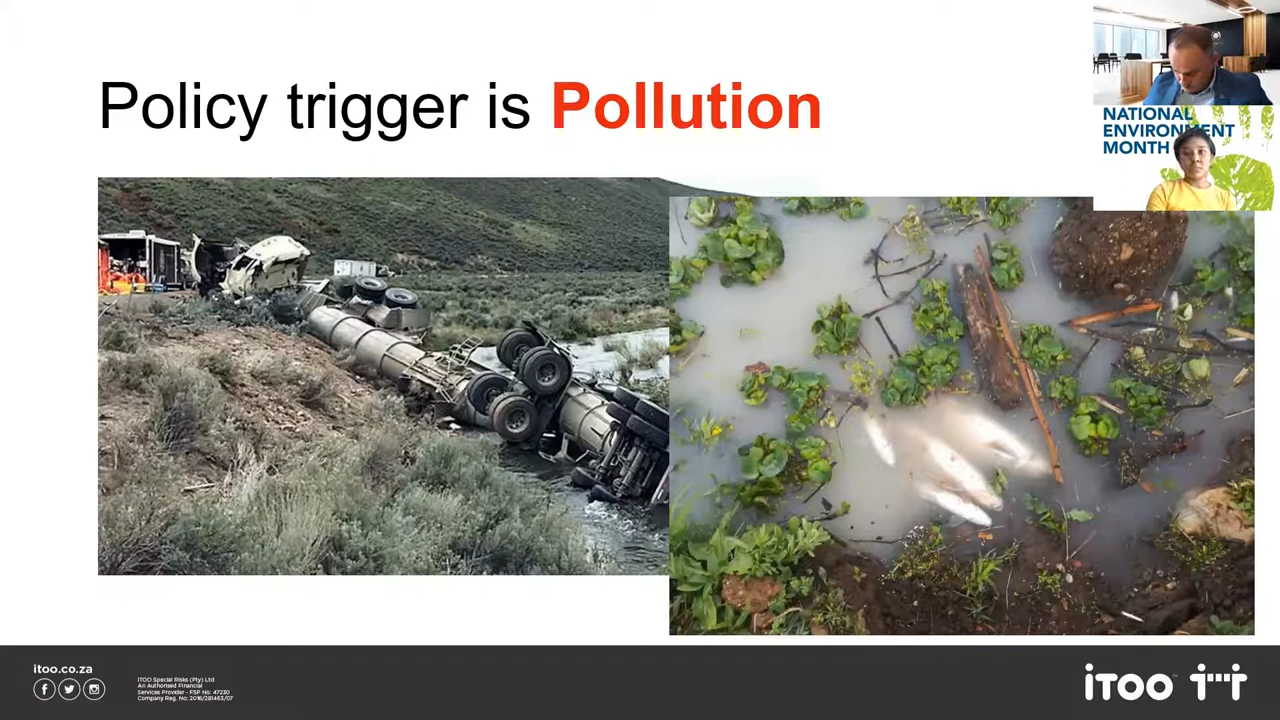 Policy trigger is Pollution
NATIONAL
ENVIRONMENT
MONTH
itoo.co.za
ITOO Special Risks (Pty) Ltd
An Authorised Financial
Services Provider - FSP No: 47230
Company Reg. No: 2016/281463/07
iTOO